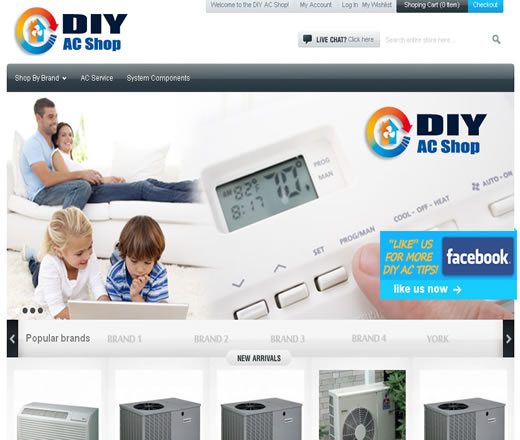 Welcome to the DIY AC Shop! My Account Log In My Wishlist Shoping Cart (0 Item) Checkout
DIY
AC Shop
LIVE CHAT? Click here
Search entire store here...
Shop By Brand AC Service System Components
DIY
AC Shop
PROG
MAN
AM 82°F
8:17
70
AUTO - ON
COOL - OFF - HEAT
PROG/MAN
SET
"LIKE" US
FOR MORE
DIY AC TIPS!
facebook
like us now
Popular brands BRAND 1 BRAND 2 BRAND 3 BRAND 4 YORK
NEW ARRIVALS